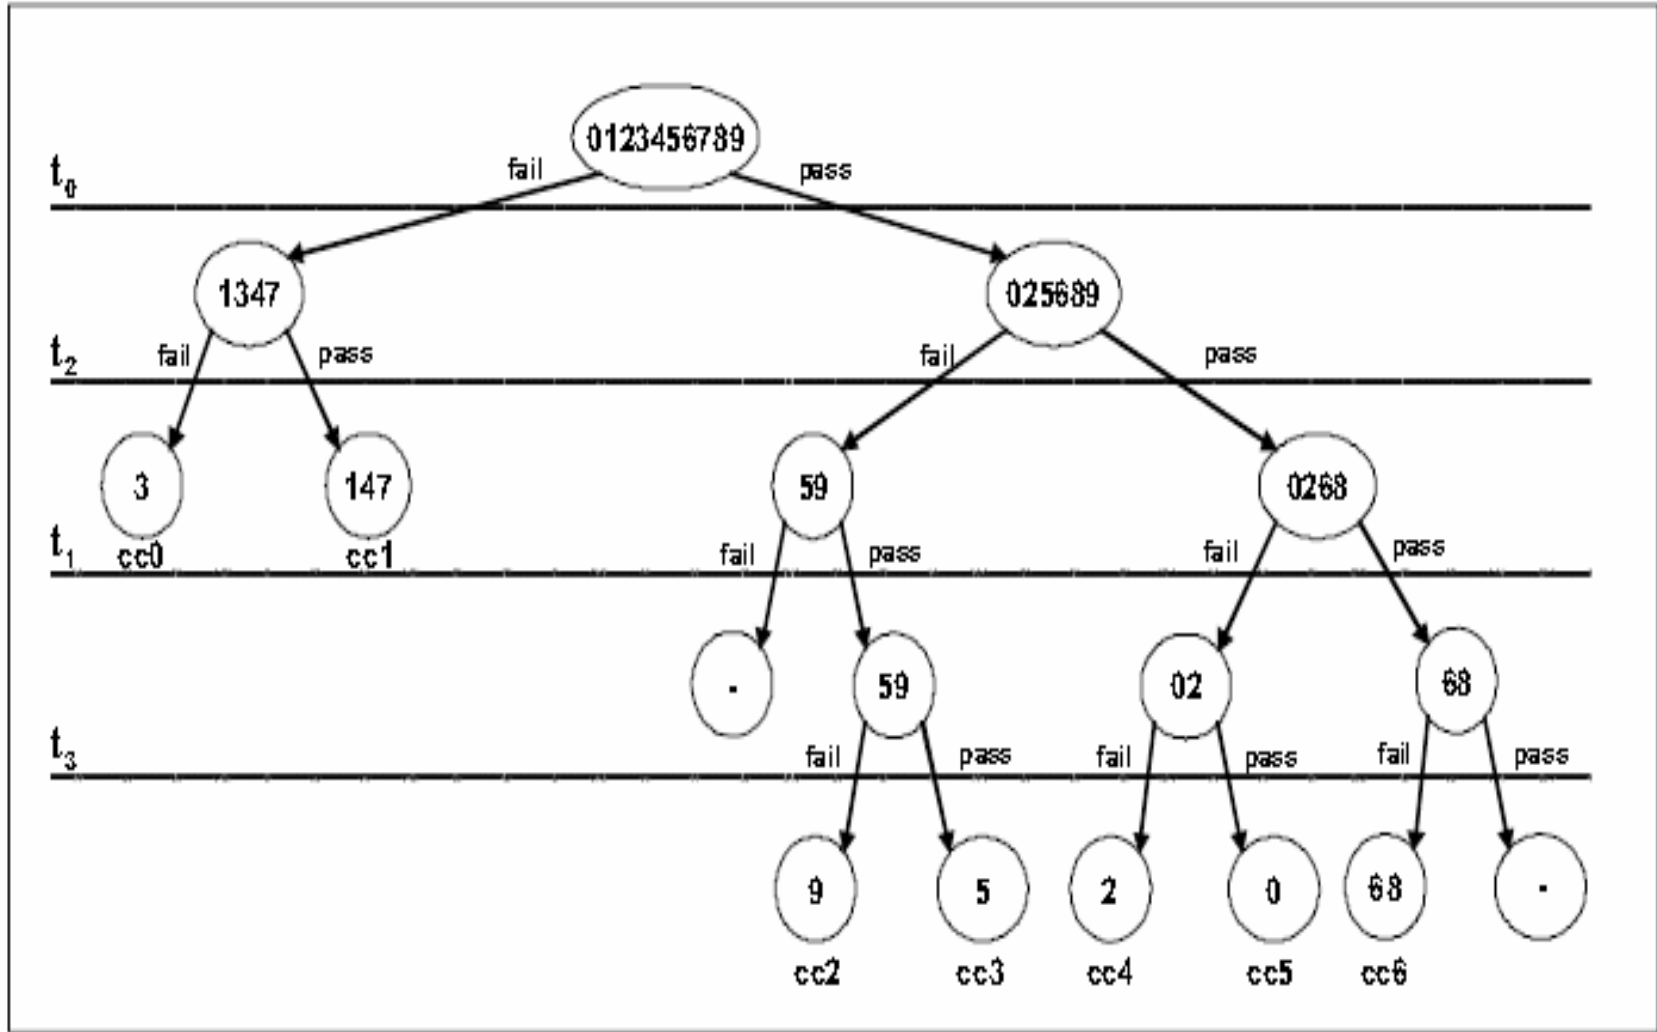 0123456789
fail pass
t0
1347 025689
fail pass fail pass
t2
3 147 59 0268
cc0 cc1 fail pass fail pass
t1
. 59 02 68
fail pass fail pass fail pass
t3
9 5 2 0 68 .
cc2 cc3 cc4 cc5 cc6